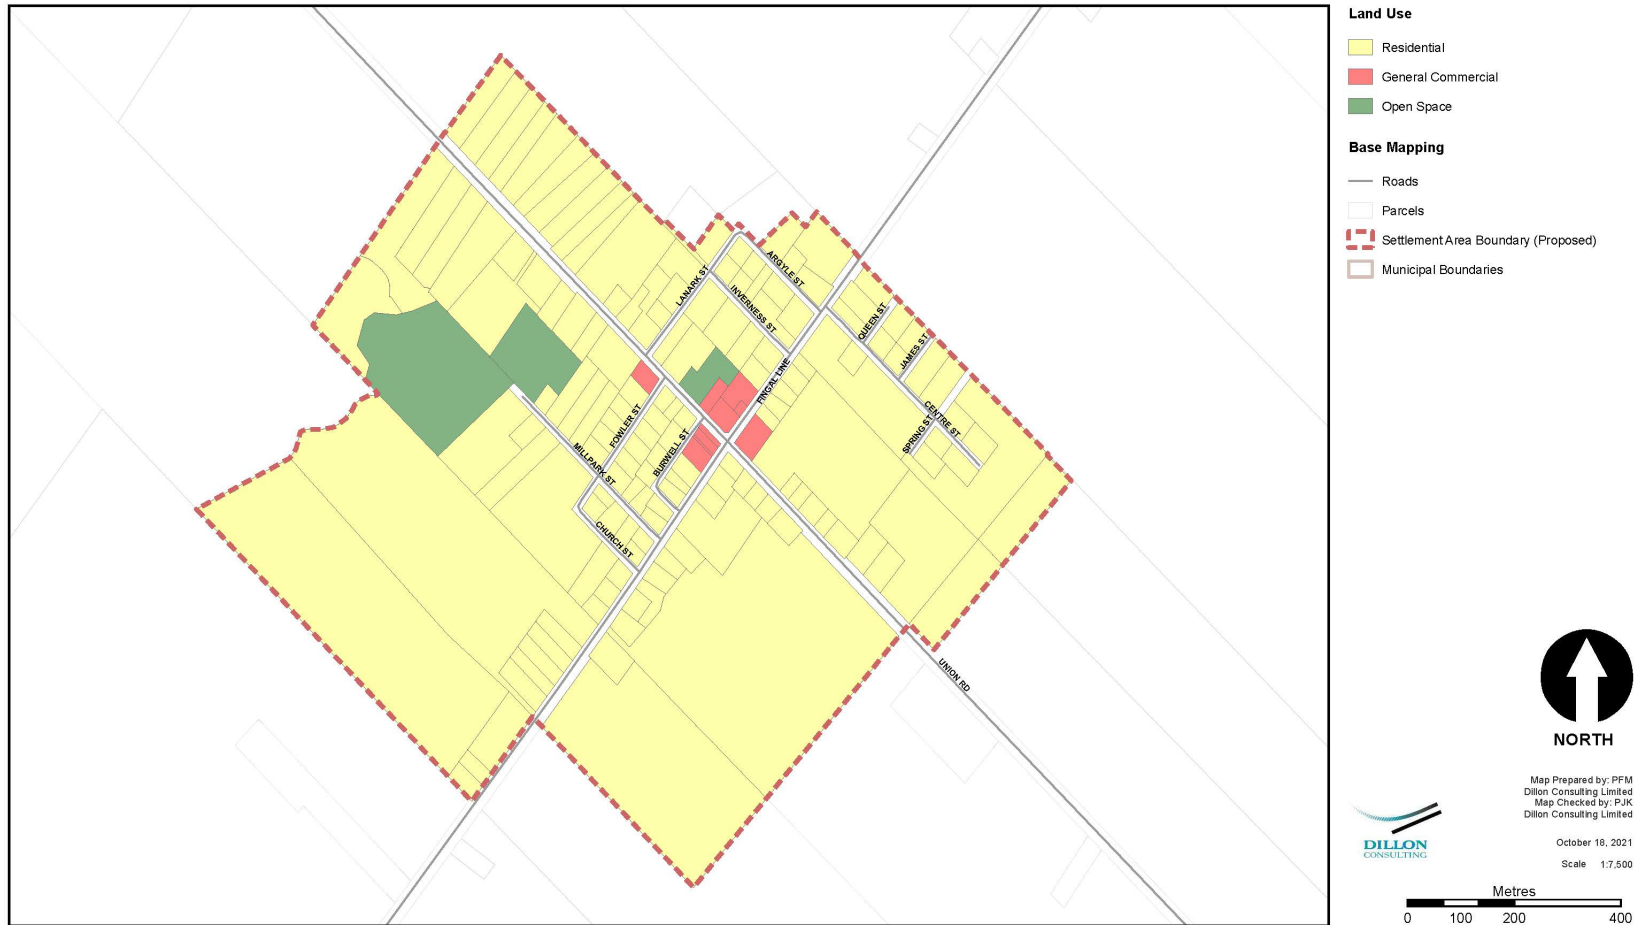 Land Use
Residential
General Commercial
Open Space
Base Mapping
Roads
Parcels
Settlement Area Boundary (Proposed)
Municipal Boundaries
ARGYLE ST
LANARK ST
INVERNESS ST
QUEEN ST
JAMES ST
FINGAL LINE
CENTRE ST
SPRING ST
FOWLER ST
BURWELL ST
MILLPARK ST
CHURCH ST
UNION RD
NORTH
Map Prepared by: PFM
Dillon Consulting Limited
Map Checked by: PJK
Dillon Consulting Limited
DILLON
CONSULTING
October 18, 2021
Scale 1:7,500
Metres
0 100 200 400